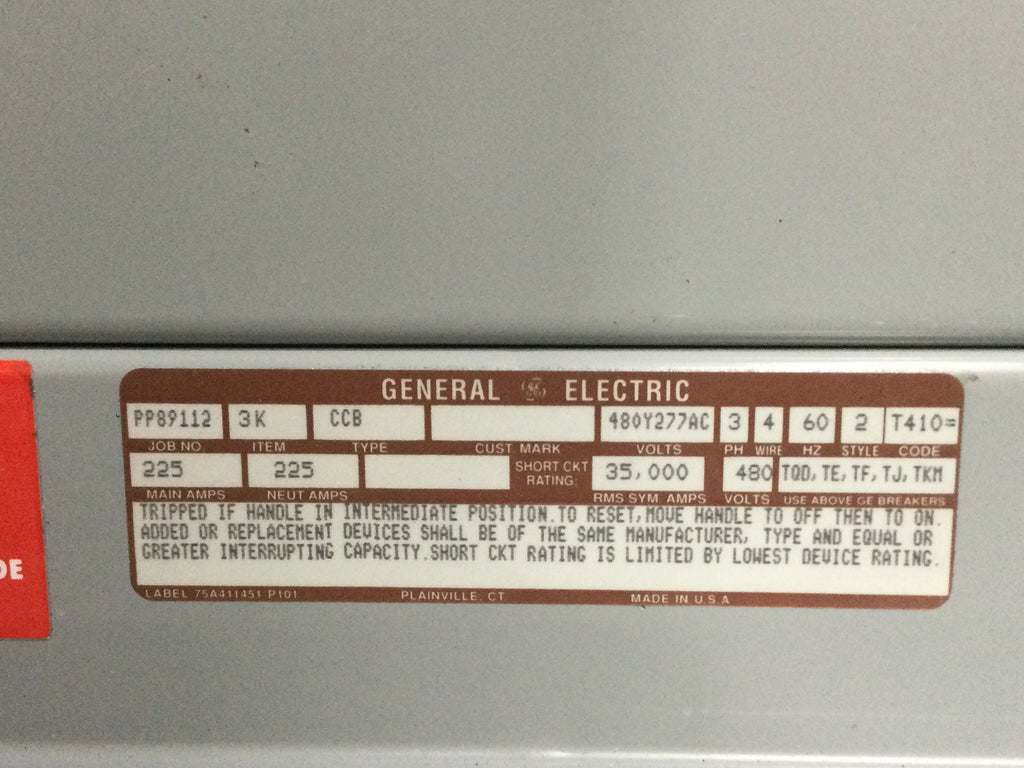 GENERAL GE ELECTRIC
PP89112 3K CCB 480Y277AC 3 4 60 2 T410=
JOB NO ITEM TYPE CUST. MARK VOLTS PH WIRE HZ STYLE CODE
225 225 SHORT CKT RATING: 35,000 480 TQD, TE, TF, TJ, TKM
MAIN AMPS NEUT AMPS RMS SYM. AMPS VOLTS USE ABOVE GE BREAKERS
TRIPPED IF HANDLE IN INTERMEDIATE POSITION.TO RESET,MOVE HANDLE TO OFF THEN TO ON.
ADDED OR REPLACEMENT DEVICES SHALL BE OF THE SAME MANUFACTURER, TYPE AND EQUAL OR
GREATER INTERRUPTING CAPACITY.SHORT CKT RATING IS LIMITED BY LOWEST DEVICE RATING.
LABEL 75A411451 P101 PLAINVILLE, CT MADE IN U.S.A
DE